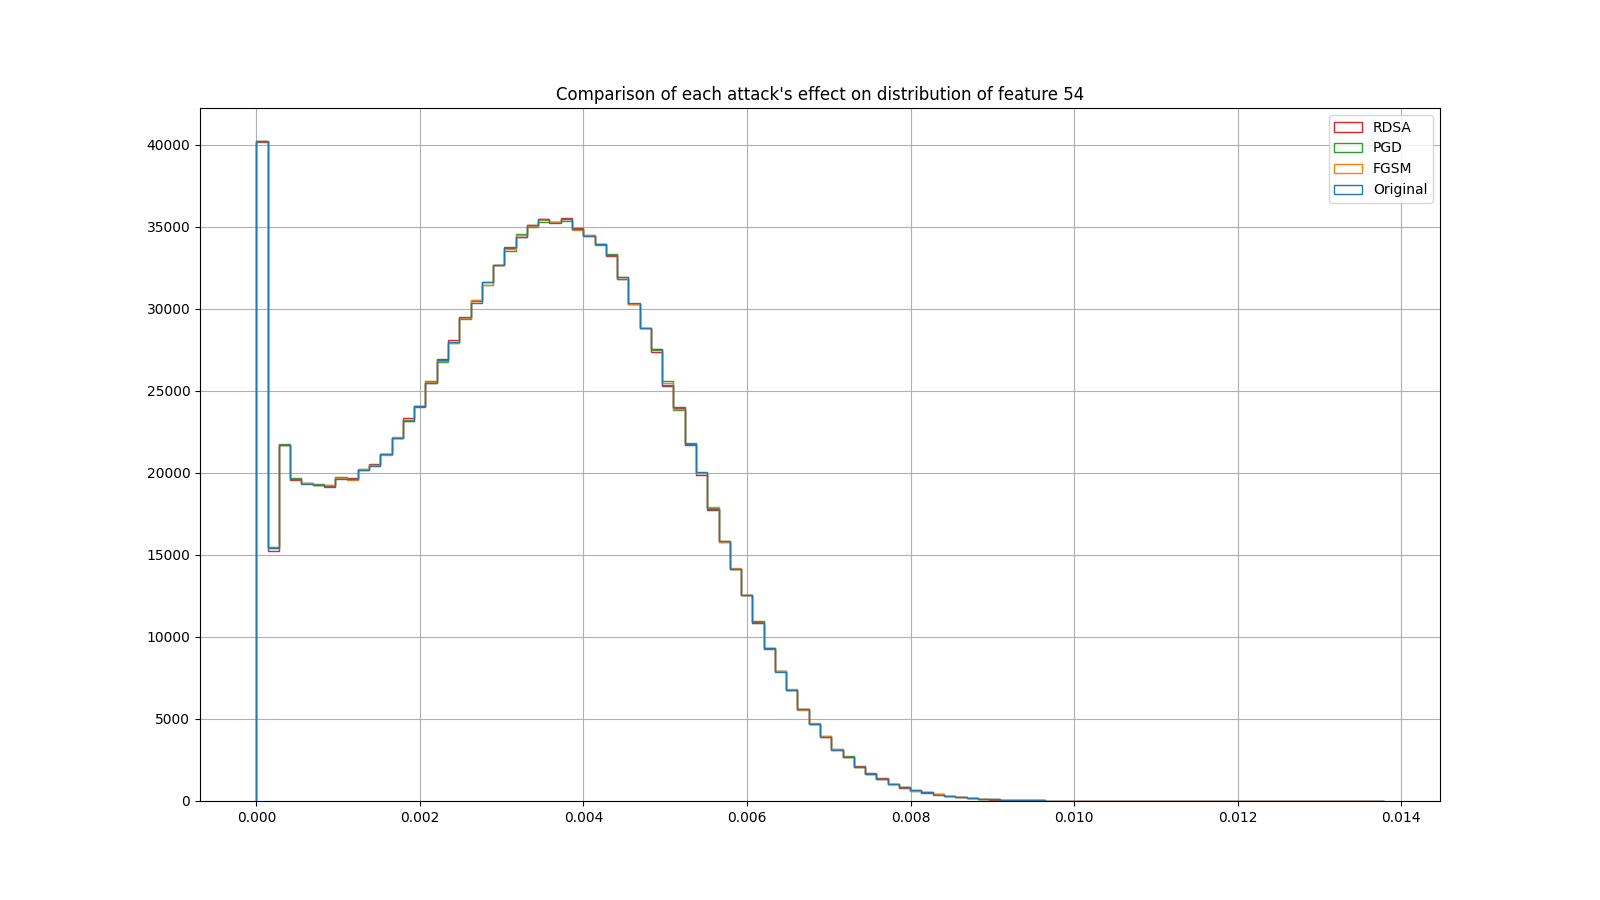 Comparison of each attack's effect on distribution of feature 54
RDSA
PGD
FGSM
Original
40000
35000
30000
25000
20000
15000
10000
5000
0
0.000 0.002 0.004 0.006 0.008 0.010 0.012 0.014